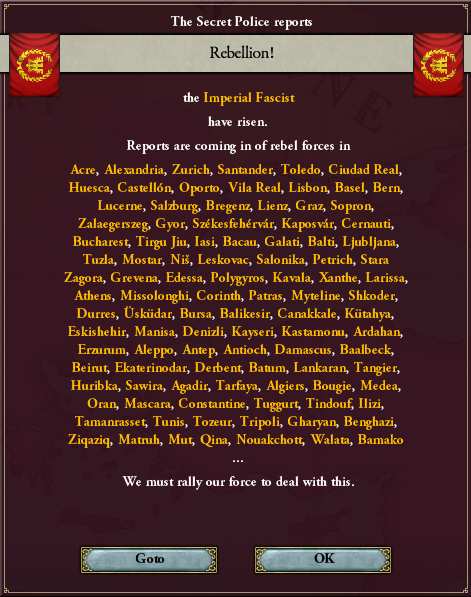 The Secret Police reports
Rebellion!
the Imperial Fascist
have risen.
Reports are coming in of rebel forces in
Acre, Alexandria, Zurich, Santander, Toledo, Ciudad Real,
Huesca, Castellón, Oporto, Vila Real, Lisbon, Basel, Bern,
Lucerne, Salzburg, Bregenz, Lienz, Graz, Sopron,
Zalaegerszeg, Gyor, Székesfehérvár, Kaposvár, Cernauti,
Bucharest, Tirgu Jiu, Iasi, Bacau, Galati, Balti, Ljubljana,
Tuzla, Mostar, Niš, Leskovac, Salonika, Petrich, Stara
Zagora, Grevena, Edessa, Polygyros, Kavala, Xanthe, Larissa,
Athens, Missolonghi, Corinth, Patras, Myteline, Shkoder,
Durres, Üsküdar, Bursa, Balikesir, Canakkale, Kütahya,
Eskishehir, Manisa, Denizli, Kayseri, Kastamonu, Ardahan,
Erzurum, Aleppo, Antep, Antioch, Damascus, Baalbeck,
Beirut, Ekaterinodar, Derbent, Batum, Lankaran, Tangier,
Huribka, Sawira, Agadir, Tarfaya, Algiers, Bougie, Medea,
Oran, Mascara, Constantine, Tuggurt, Tindouf, Ilizi,
Tamanrasset, Tunis, Tozeur, Tripoli, Gharyan, Benghazi,
Ziqaziq, Matruh, Mut, Qina, Nouakchott, Walata, Bamako
...
We must rally our force to deal with this.
Goto
OK